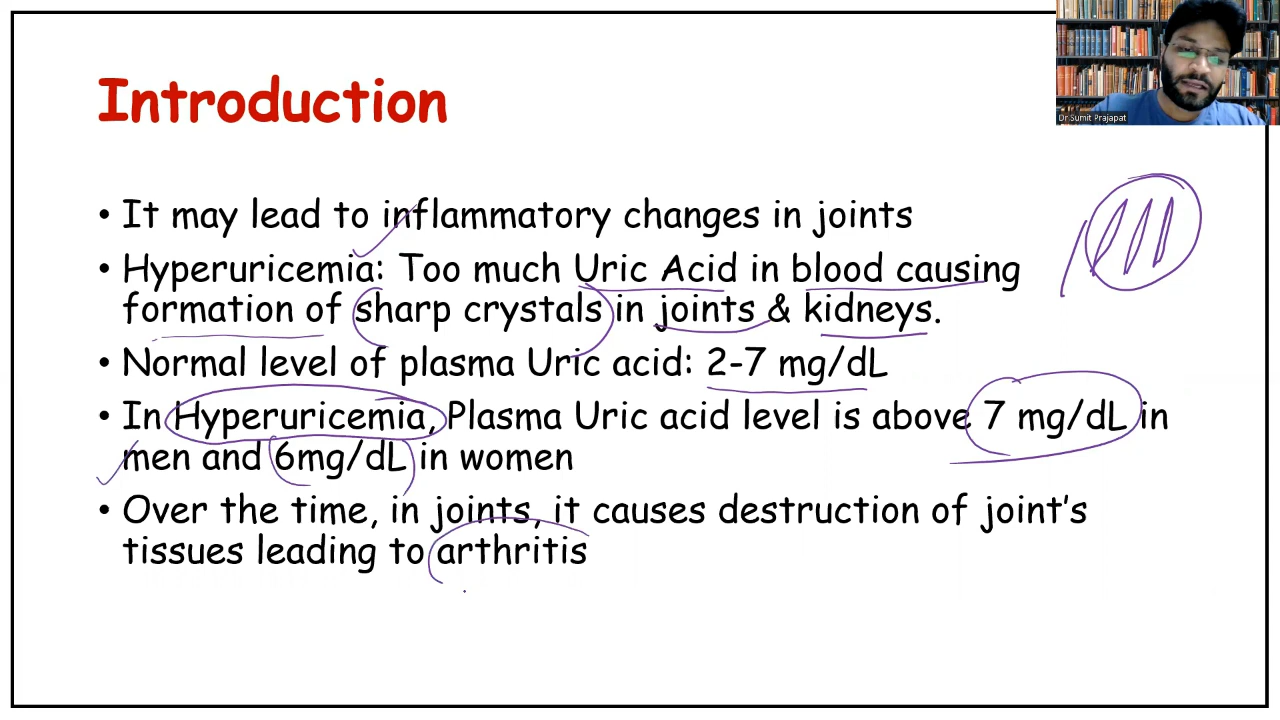 Introduction
Dr.Sumit Prajapat
• It may lead to inflammatory changes in joints
• Hyperuricemia: Too much Uric Acid in blood causing
formation of sharp crystals in joints & kidneys.
• Normal level of plasma Uric acid: 2-7 mg/dL
• In Hyperuricemia, Plasma Uric acid level is above 7 mg/dL in
men and 6mg/dL in women
• Over the time, in joints, it causes destruction of joint's
tissues leading to arthritis